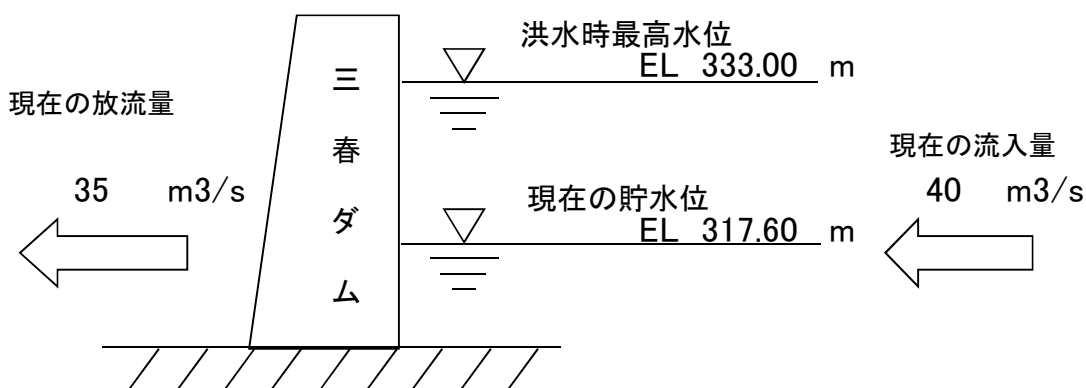 洪水時最高水位
EL 333.00 m
現在の放流量
35 m3/s
三春ダム
現在の流入量
40 m3/s
現在の貯水位
EL 317.60 m